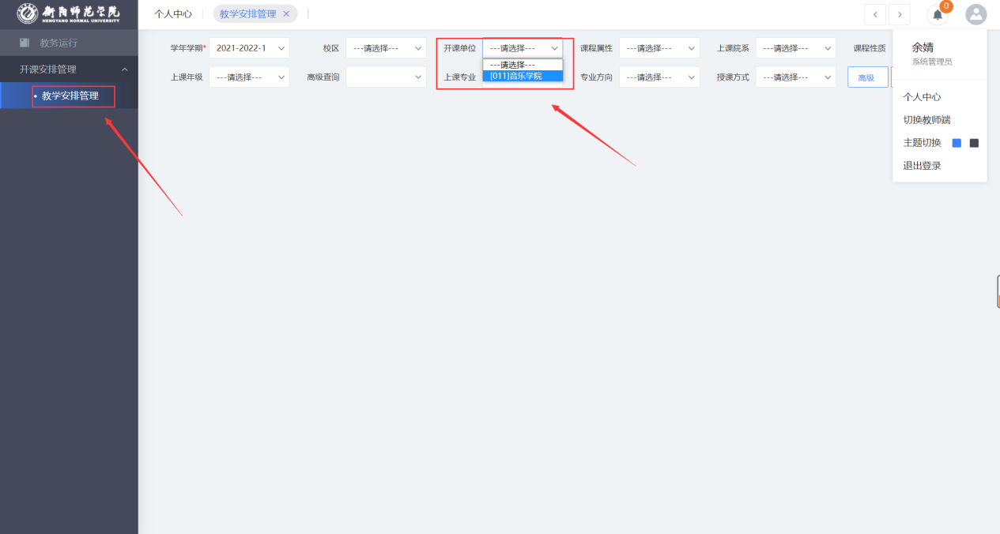 衡阳师范学院
HENGYANG NORMAL UNIVERSITY
个人中心
教学安排管理 ×
0
教务运行
开课安排管理
• 教学安排管理
学年学期* 2021-2022-1
校区 ---请选择---
开课单位 ---请选择---
课程属性 ---请选择---
上课院系 ---请选择---
课程性质
---请选择---
[011]音乐学院
上课年级 ---请选择---
高级查询
上课专业
专业方向 ---请选择---
授课方式 ---请选择---
高级
余婧
系统管理员
个人中心
切换教师端
主题切换
退出登录